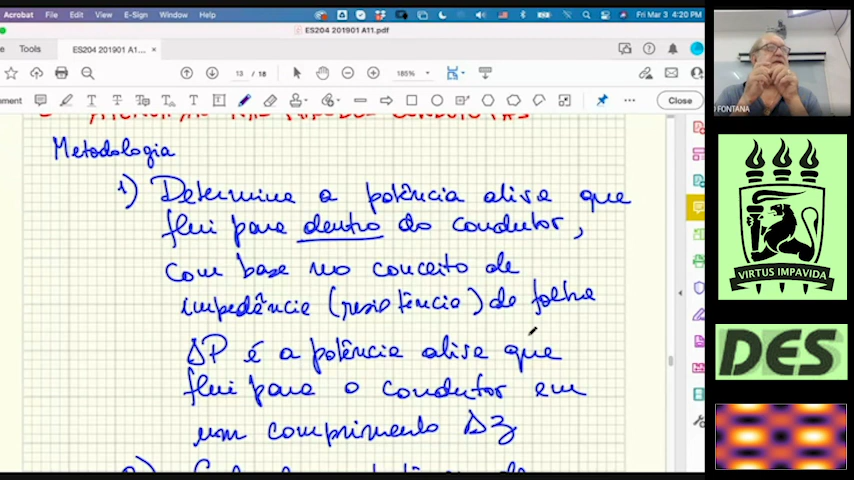 Acrobat File Edit View E-Sign Window Help
Fri Mar 3 4:20 PM
ES204 201901 A11.pdf
Tools ES204 201901 A1... ×
13 / 18 186%
Close
FONTANA
Metodologia
1) Determine a potência ativa que
flui para dentro do condutor,
com base no conceito de
impedância (resistência) de folha
ΔP é a potência ativa que
flui para o condutor em
um comprimento Δz
VIRTUS IMPAVIDA
DES